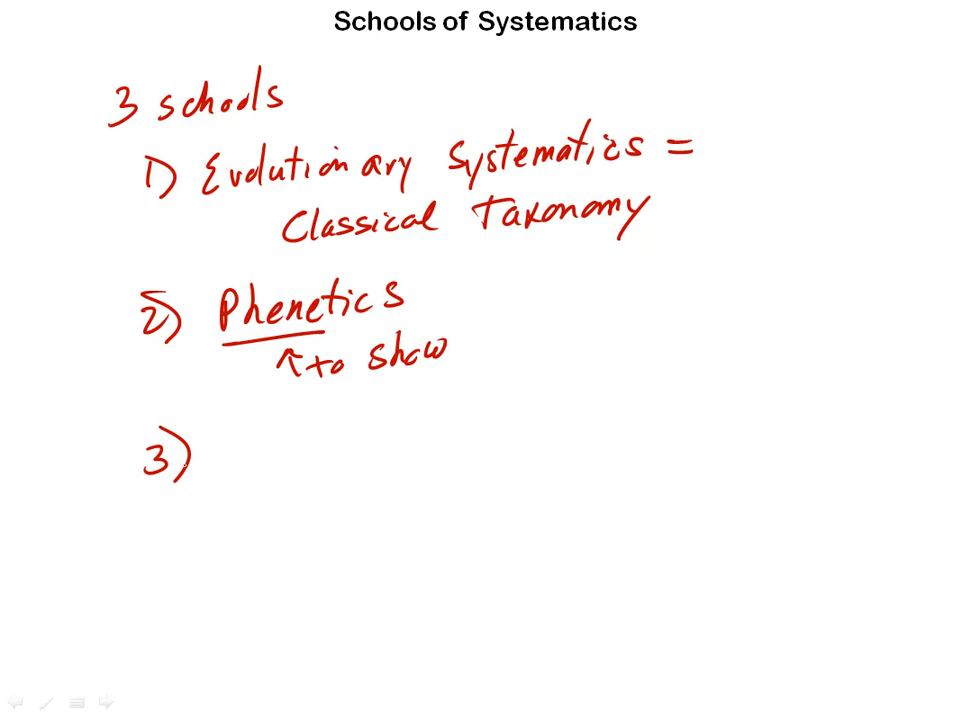 Schools of Systematics
3 schools
1) Evolutionary Systematics =
Classical Taxonomy
2) Phenetics
↑ to show
3)